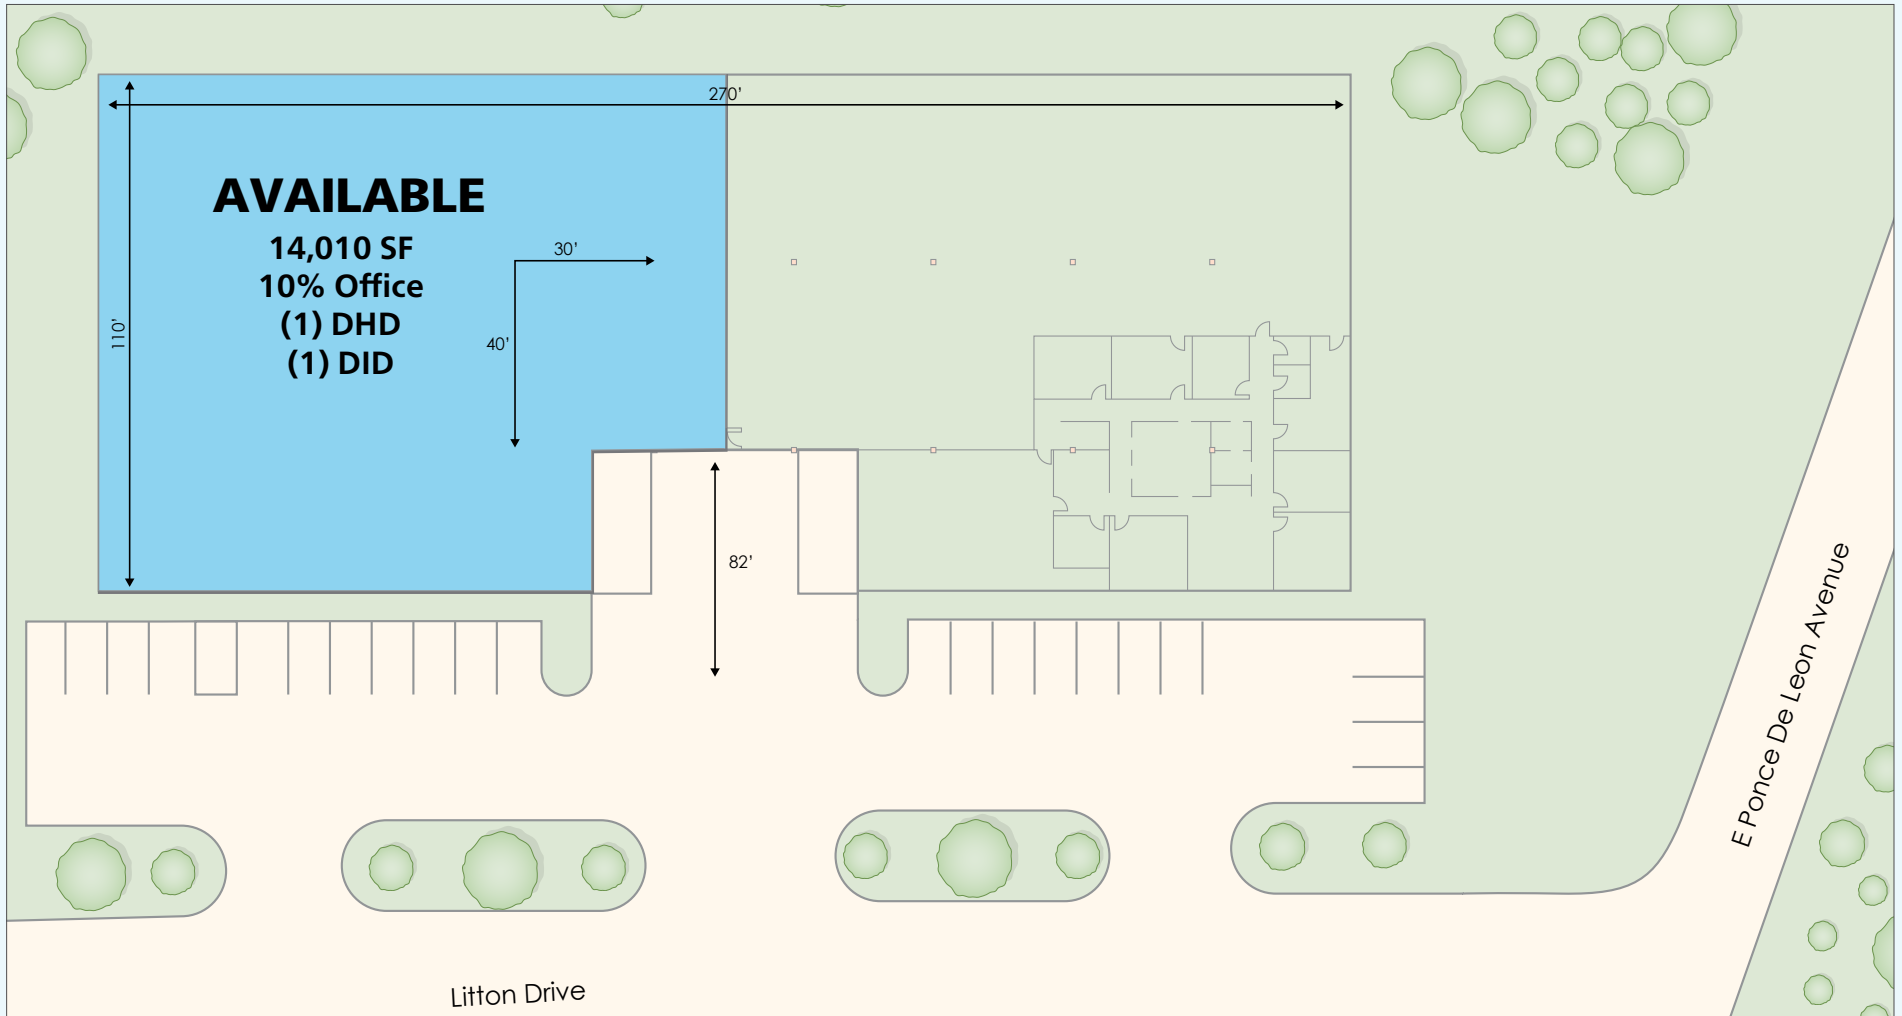 270'
AVAILABLE
14,010 SF
10% Office
(1) DHD
(1) DID
30'
40'
110'
82'
E Ponce De Leon Avenue
Litton Drive